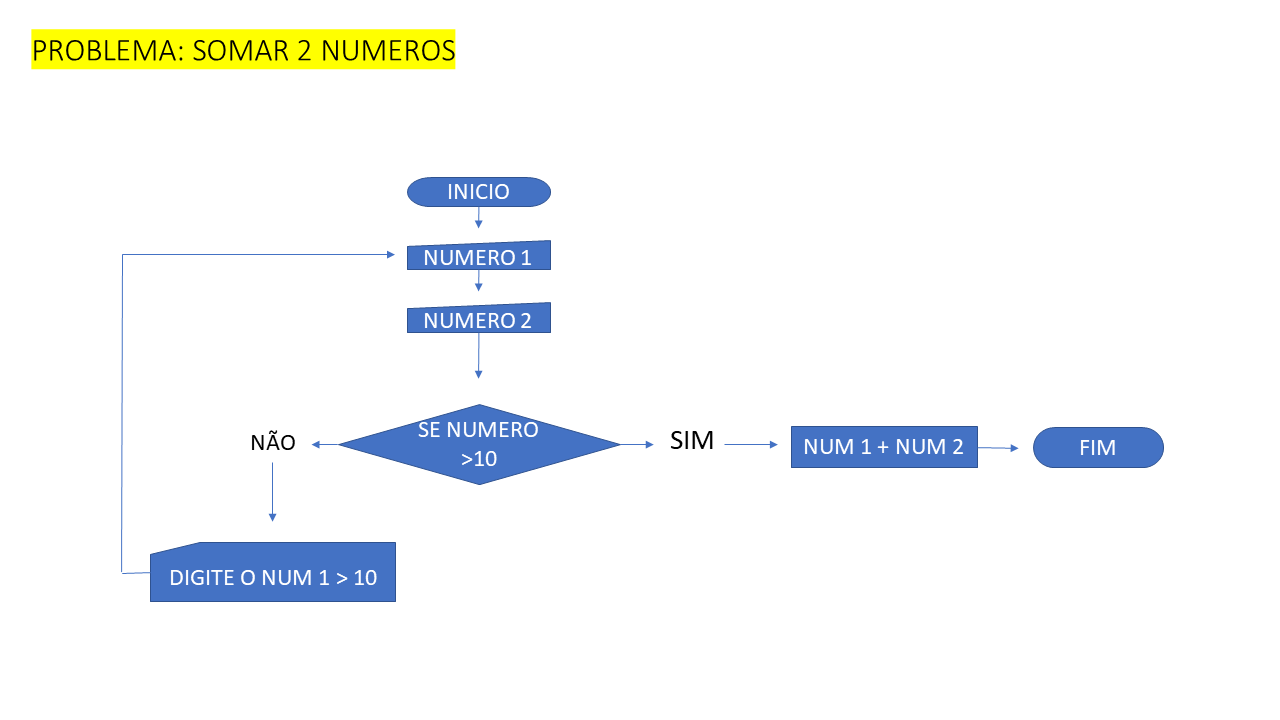 PROBLEMA: SOMAR 2 NUMEROS
INICIO
NUMERO 1
NUMERO 2
SE NUMERO
>10
NÃO
SIM
NUM 1 + NUM 2
FIM
DIGITE O NUM 1 > 10